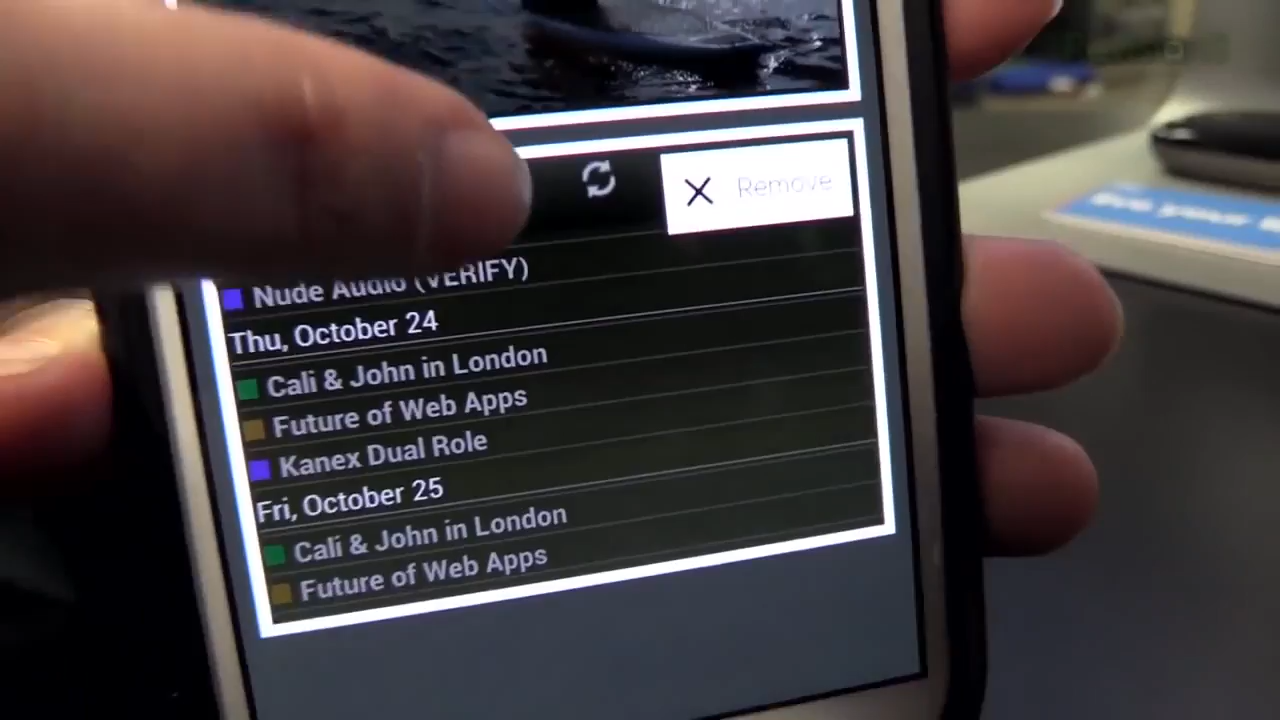 Remove
Nude Audio (VERIFY)
Thu, October 24
Cali & John in London
Future of Web Apps
Kanex Dual Role
Fri, October 25
Cali & John in London
Future of Web Apps
your